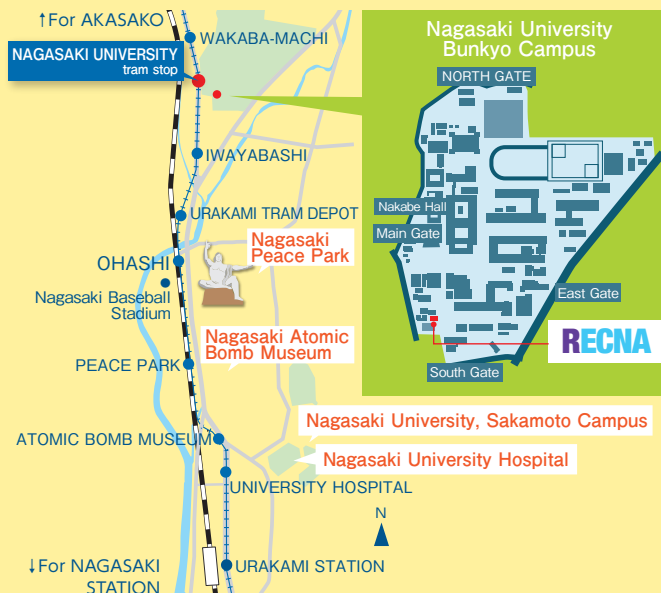 ↑For AKASAKO
WAKABA-MACHI
NAGASAKI UNIVERSITY
tram stop
IWAYABASHI
URAKAMI TRAM DEPOT
Nagasaki
Peace Park
OHASHI
Nagasaki Baseball
Stadium
Nagasaki Atomic
Bomb Museum
PEACE PARK
Nagasaki University, Sakamoto Campus
ATOMIC BOMB MUSEUM
Nagasaki University Hospital
UNIVERSITY HOSPITAL
N
URAKAMI STATION
↓For NAGASAKI
STATION
Nagasaki University
Bunkyo Campus
NORTH GATE
Nakabe Hall
Main Gate
East Gate
RECNA
South Gate